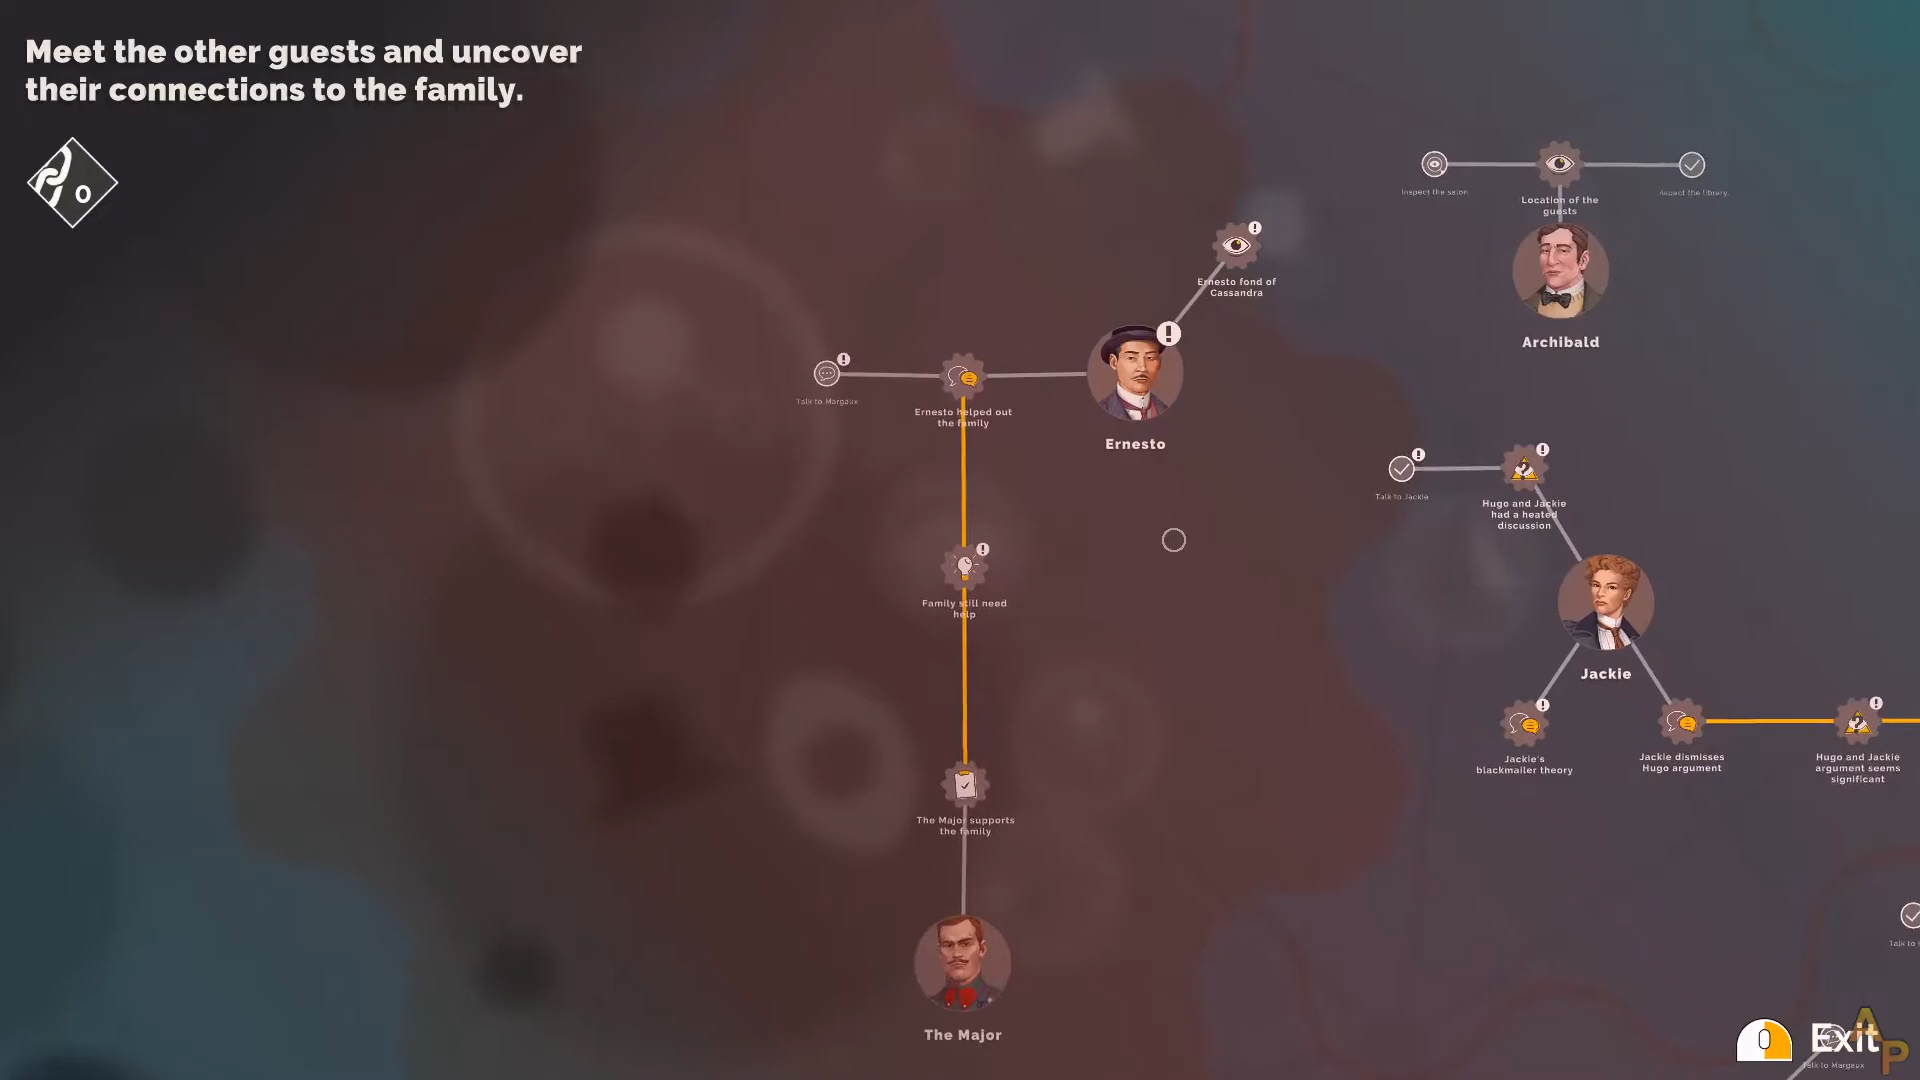 Meet the other guests and uncover
their connections to the family.
0
Inspect the salon
Location of the
guests
Archibald
Ernesto fond of
Cassandra
Talk to Margaux
Ernesto helped out
the family
Ernesto
Talk to Jackie
Hugo and Jackie
had a heated
discussion
Family still need
help
Jackie
Jackie's
blackmailer theory
Jackie dismisses
Hugo argument
Hugo and Jackie
argument seems
significant
The Major supports
the family
Talk to
The Major
Exit
AP
Talk to Margaux